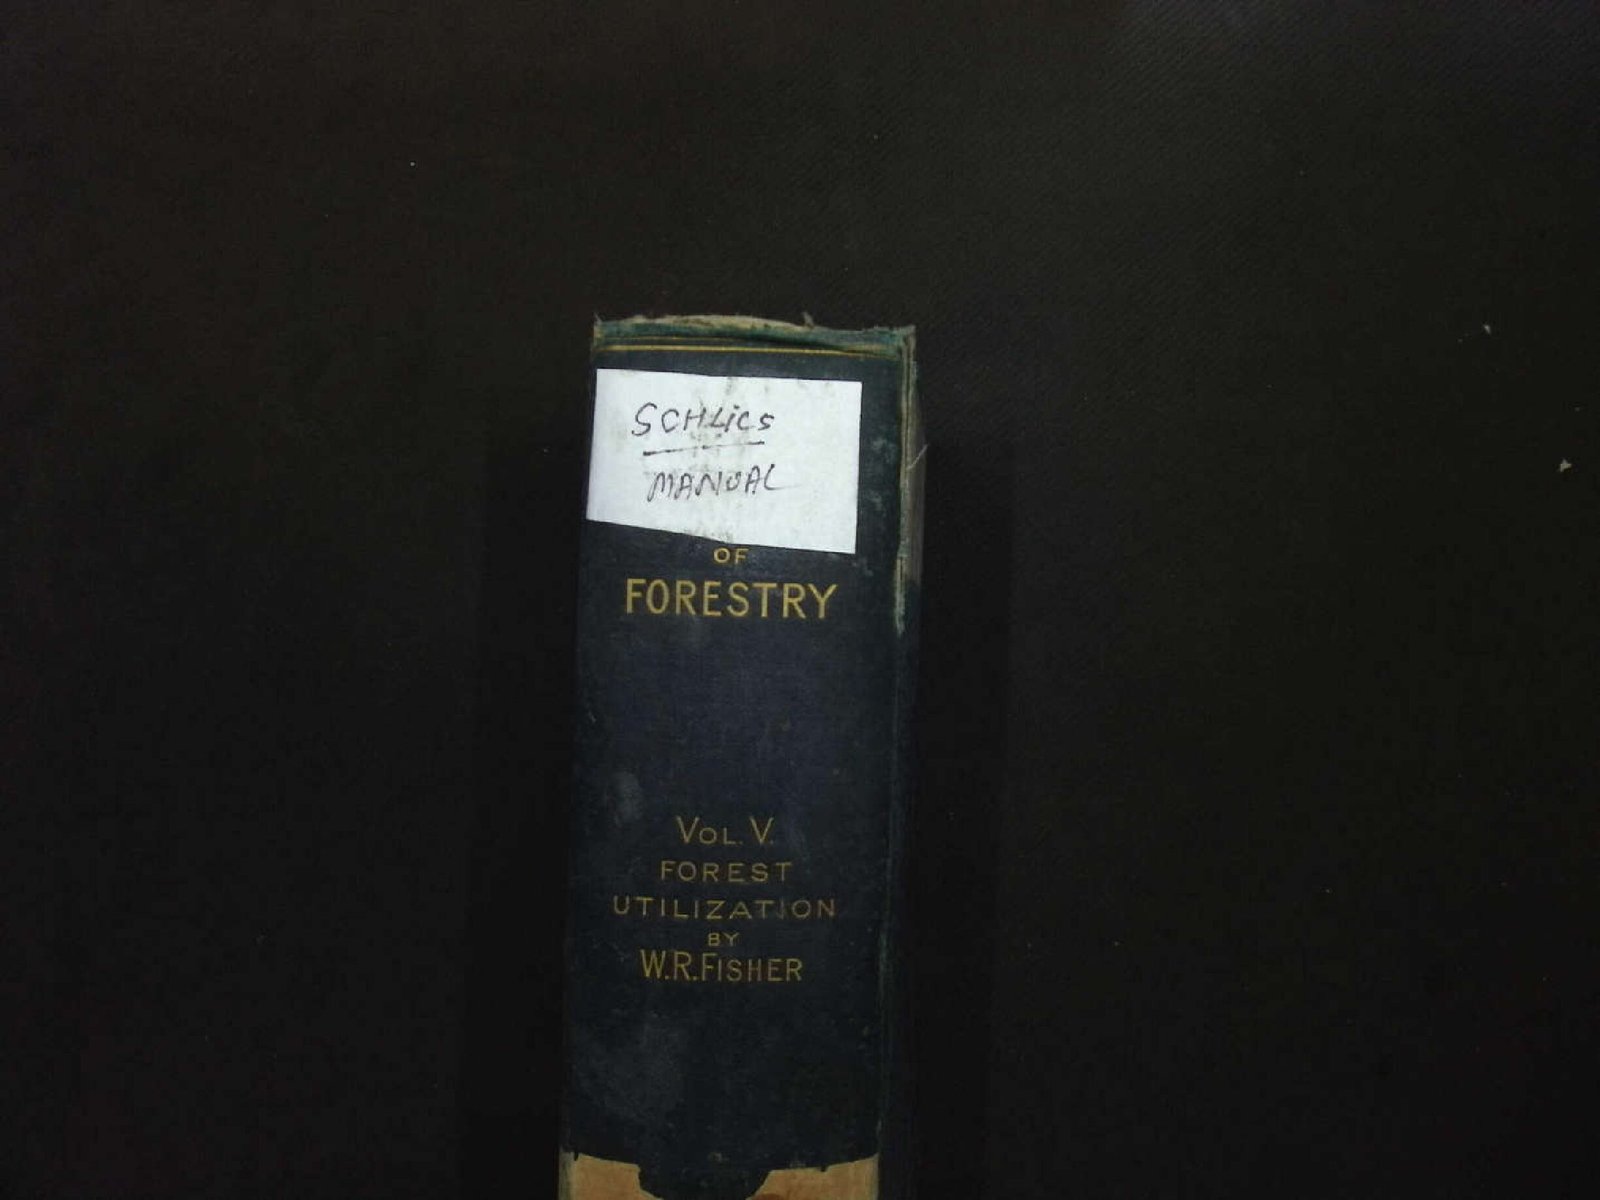 SCHLiCS
MANUAL
OF
FORESTRY
VOL. V.
FOREST
UTILIZATION
BY
W.R.FISHER